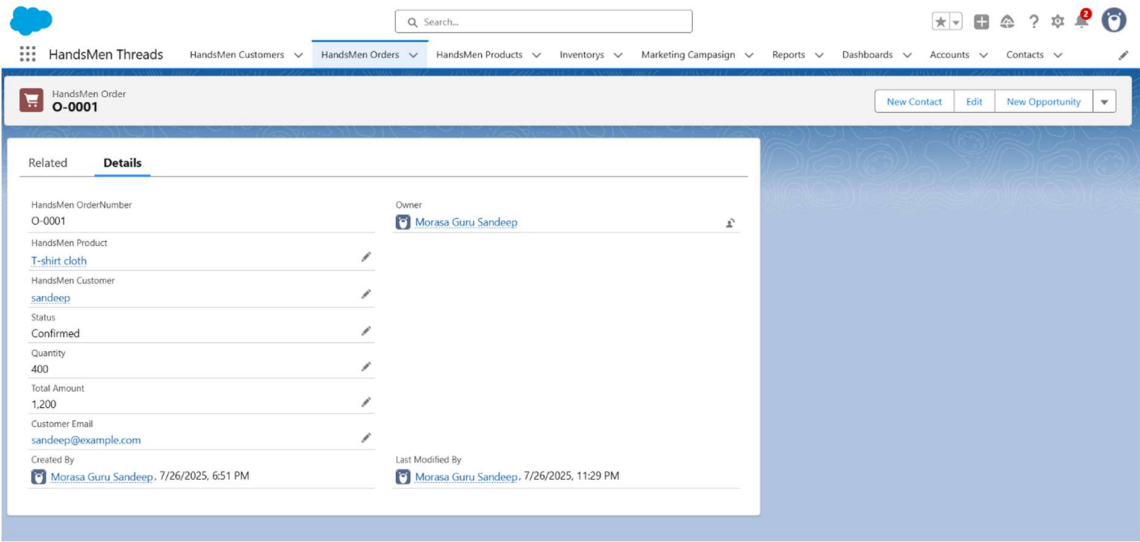 Search...
2
HandsMen Threads HandsMen Customers HandsMen Orders HandsMen Products Inventorys Marketing Campasign Reports Dashboards Accounts Contacts
HandsMen Order
O-0001
New Contact Edit New Opportunity
Related Details
HandsMen OrderNumber
O-0001
Owner
Morasa Guru Sandeep
HandsMen Product
T-shirt cloth
HandsMen Customer
sandeep
Status
Confirmed
Quantity
400
Total Amount
1,200
Customer Email
sandeep@example.com
Created By
Morasa Guru Sandeep, 7/26/2025, 6:51 PM
Last Modified By
Morasa Guru Sandeep, 7/26/2025, 11:29 PM